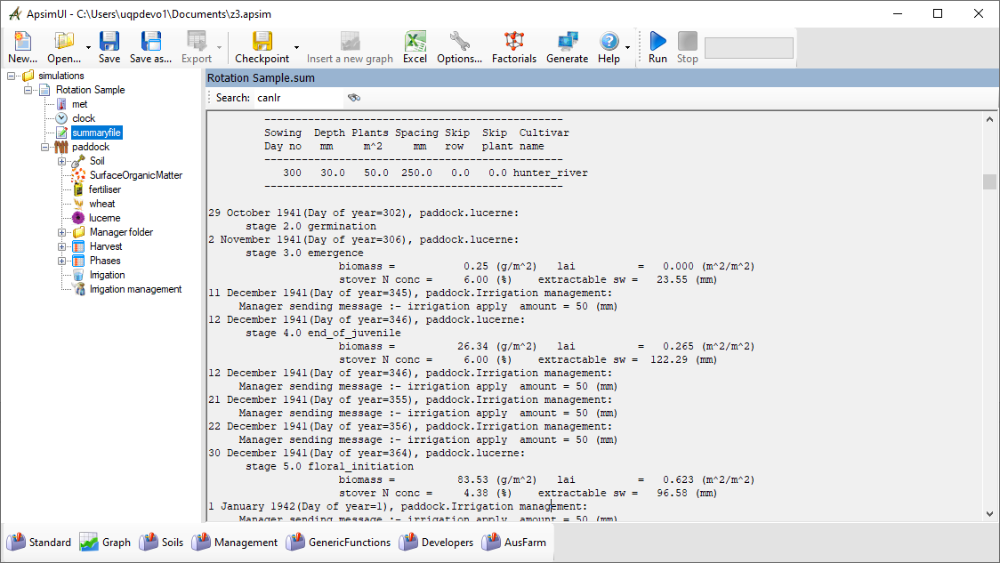 ApsimUI - C:\Users\uqpdevo1\Documents\z3.apsim
New... Open... Save Save as... Export Checkpoint Insert a new graph Excel Options... Factorials Generate Help Run Stop
simulations
Rotation Sample
met
clock
summaryfile
paddock
Soil
SurfaceOrganicMatter
fertiliser
wheat
lucerne
Manager folder
Harvest
Phases
Irrigation
Irrigation management
Rotation Sample.sum
Search: canlr
------------------------------------------------
Sowing Depth Plants Spacing Skip Skip Cultivar
Day no mm m^2 mm row plant name
------------------------------------------------
300 30.0 50.0 250.0 0.0 0.0 hunter_river
------------------------------------------------
29 October 1941(Day of year=302), paddock.lucerne:
stage 2.0 germination
2 November 1941(Day of year=306), paddock.lucerne:
stage 3.0 emergence
biomass = 0.25 (g/m^2) lai = 0.000 (m^2/m^2)
stover N conc = 6.00 (%) extractable sw = 23.55 (mm)
11 December 1941(Day of year=345), paddock.Irrigation management:
Manager sending message :- irrigation apply amount = 50 (mm)
12 December 1941(Day of year=346), paddock.lucerne:
stage 4.0 end_of_juvenile
biomass = 26.34 (g/m^2) lai = 0.265 (m^2/m^2)
stover N conc = 6.00 (%) extractable sw = 122.29 (mm)
12 December 1941(Day of year=346), paddock.Irrigation management:
Manager sending message :- irrigation apply amount = 50 (mm)
21 December 1941(Day of year=355), paddock.Irrigation management:
Manager sending message :- irrigation apply amount = 50 (mm)
22 December 1941(Day of year=356), paddock.Irrigation management:
Manager sending message :- irrigation apply amount = 50 (mm)
30 December 1941(Day of year=364), paddock.lucerne:
stage 5.0 floral_initiation
biomass = 83.53 (g/m^2) lai = 0.623 (m^2/m^2)
stover N conc = 4.38 (%) extractable sw = 96.58 (mm)
1 January 1942(Day of year=1), paddock.Irrigation management:
Manager sending message :- irrigation apply amount = 50 (mm)
Standard Graph Soils Management GenericFunctions Developers AusFarm